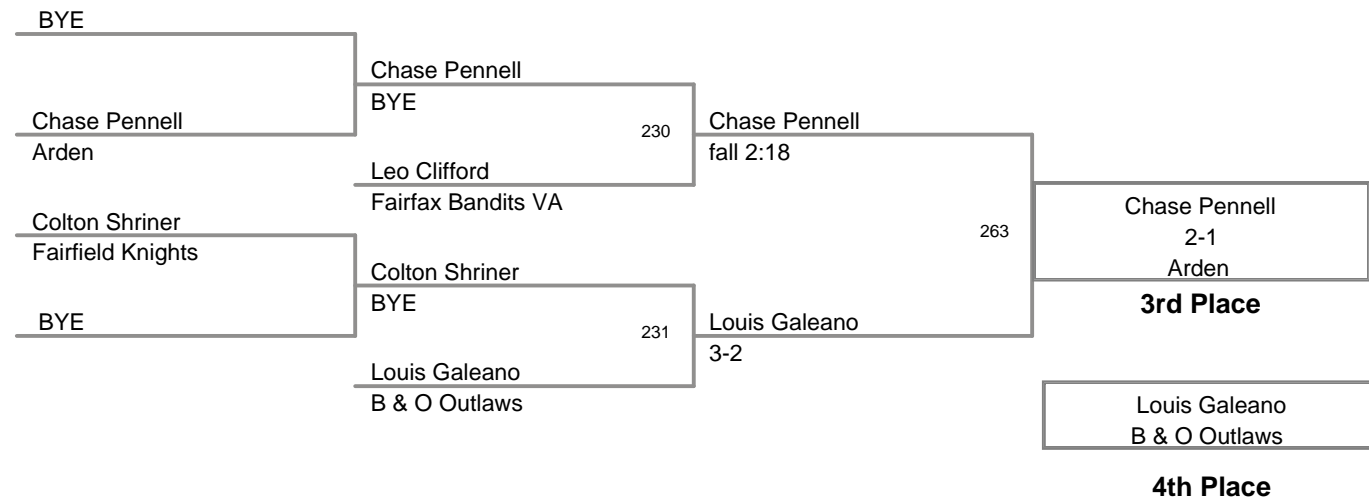 BYE
Chase Pennell
BYE
Chase Pennell
Arden
230
Chase Pennell
fall 2:18
Leo Clifford
Fairfax Bandits VA
Colton Shriner
Fairfield Knights
263
Chase Pennell
2-1
Arden
3rd Place
Colton Shriner
BYE
BYE
231
Louis Galeano
3-2
Louis Galeano
B & O Outlaws
Louis Galeano
B & O Outlaws
4th Place